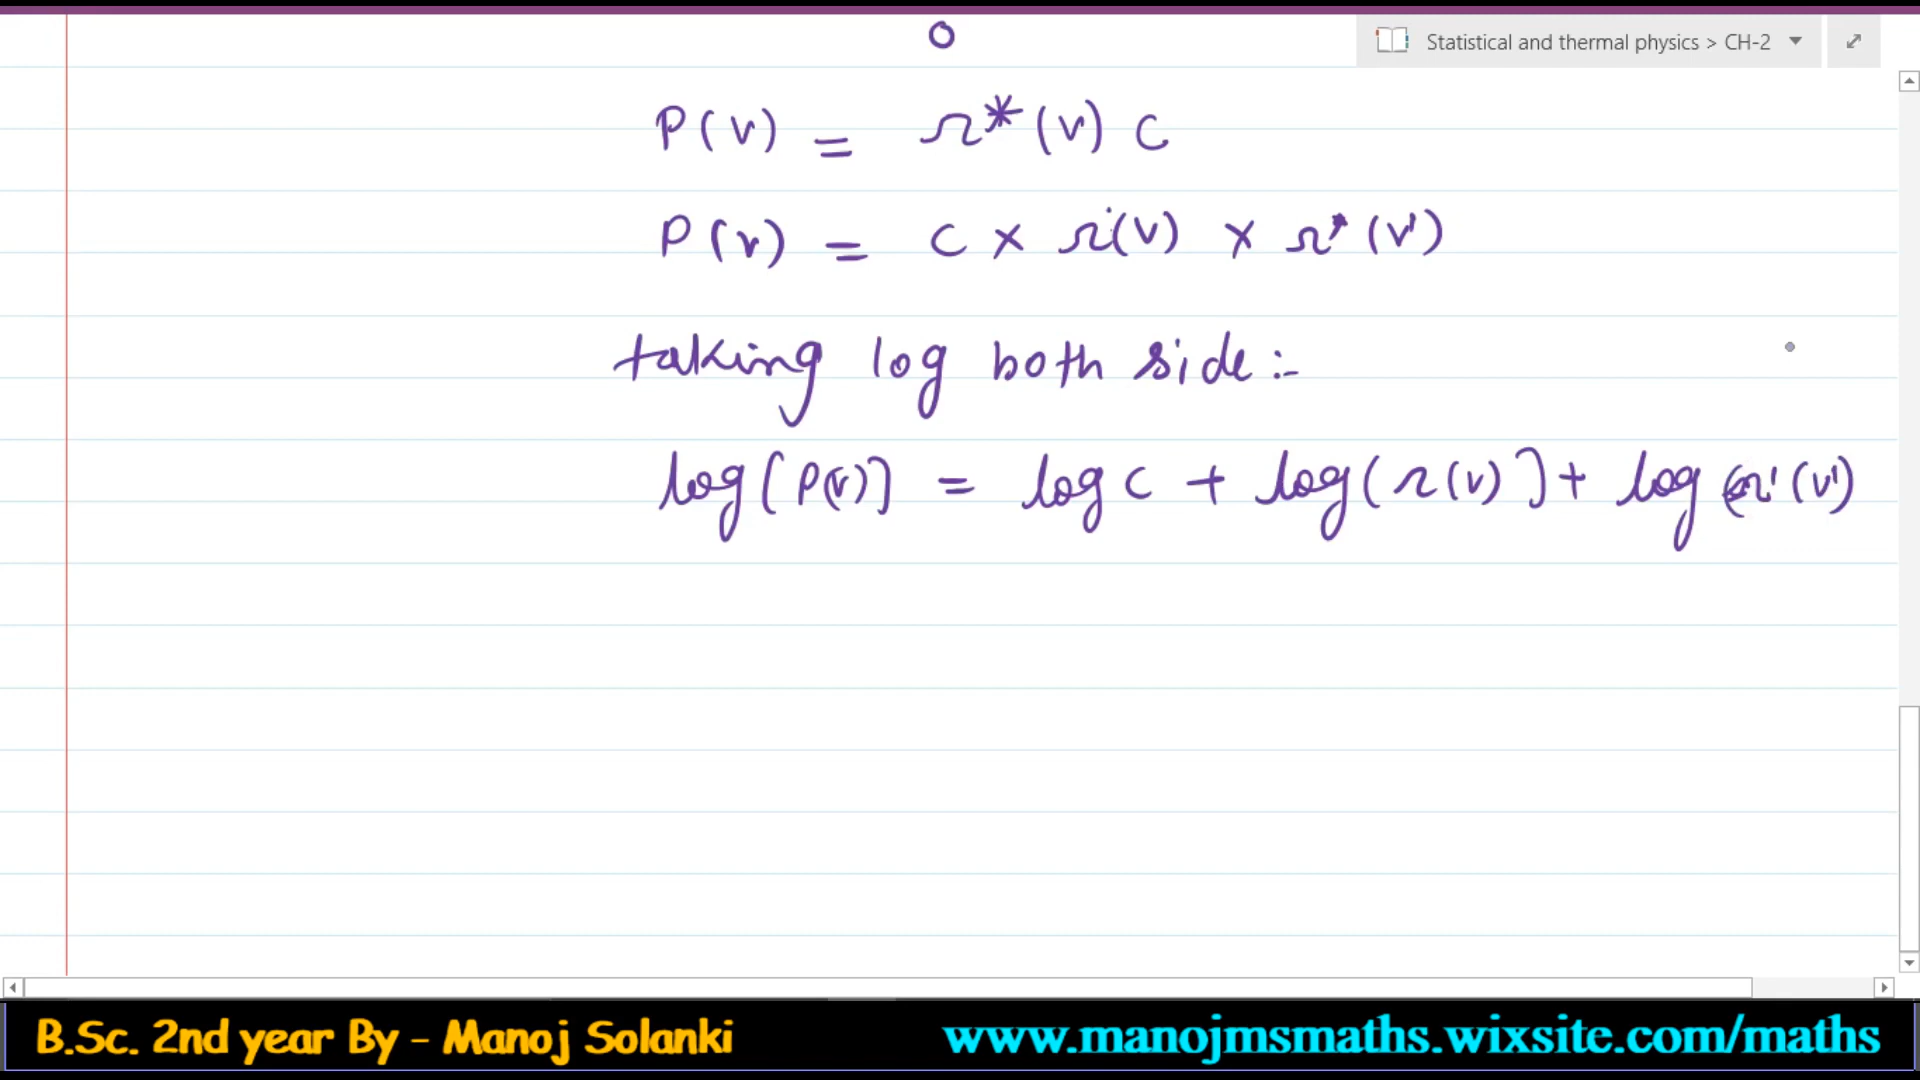 0
Statistical and thermal physics > CH-2
P(v) = Ω*(v) C
P(v) = C × Ω(v) × Ω*(v')
taking log both side :-
log[P(v)] = log C + log(Ω(v)] + log (Ω'(v')
B.Sc. 2nd year By - Manoj Solanki
www.manojmsmaths.wixsite.com/maths